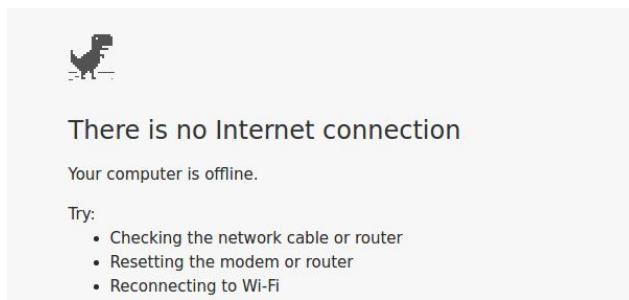 There is no Internet connection
Your computer is offline.
Try:
• Checking the network cable or router
• Resetting the modem or router
• Reconnecting to Wi-Fi